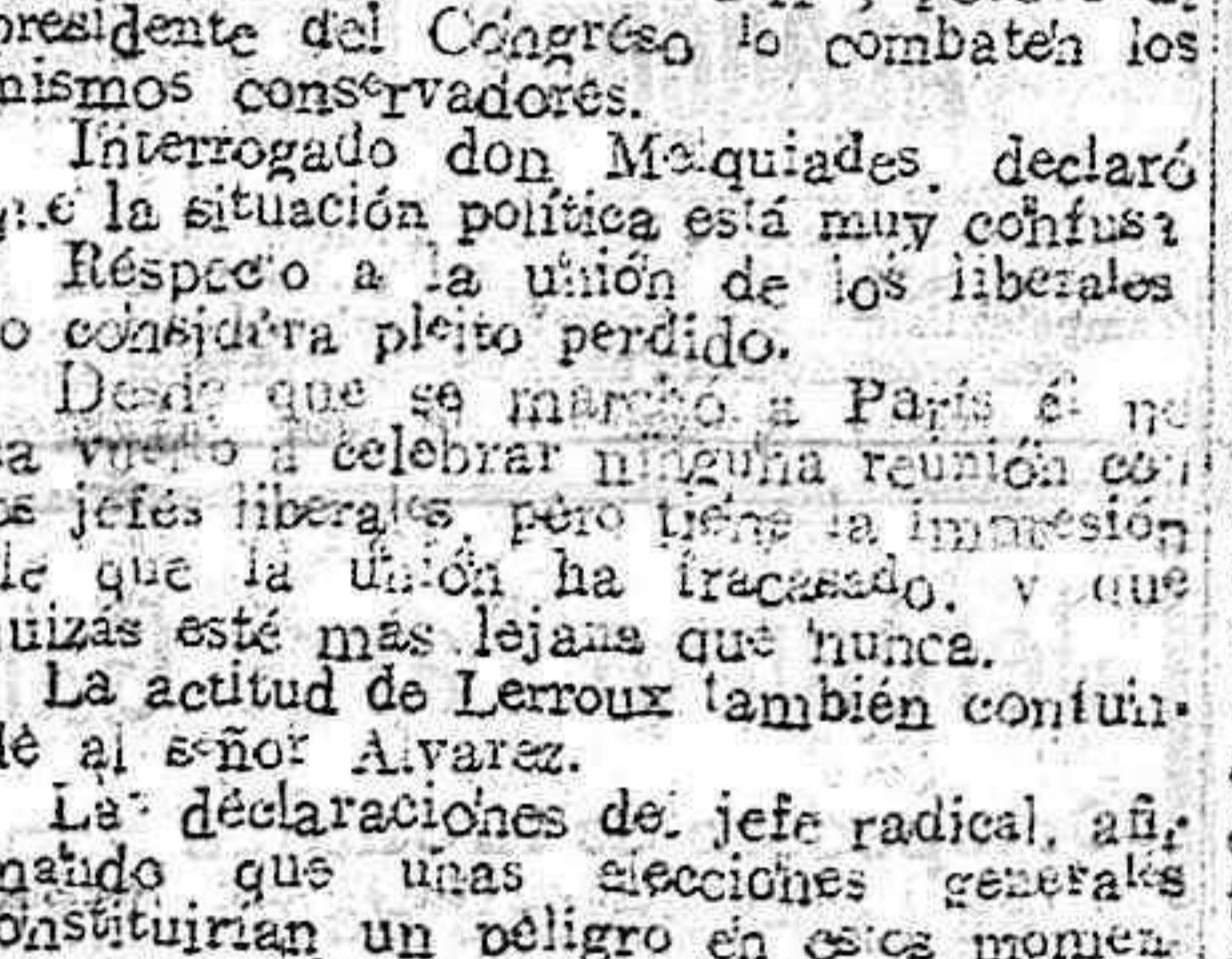 presidente del Congreso lo combaten los
mismos conservadores.
Interrogado don Melquiades, declaró
que la situación política está muy confusa
Respecto a la unión de los liberales
lo considera pleito perdido.
Desde que se marchó a París él no
ha vuelto a celebrar ninguna reunión con
los jefes liberales, pero tiene la impresión
de que la unión ha fracasado, y que
quizás esté más lejana que nunca.
La actitud de Lerroux también confun-
de al señor Alvarez.
Las declaraciones del jefe radical, afir-
mando que unas elecciones generales
constituirían un peligro en estos momen-